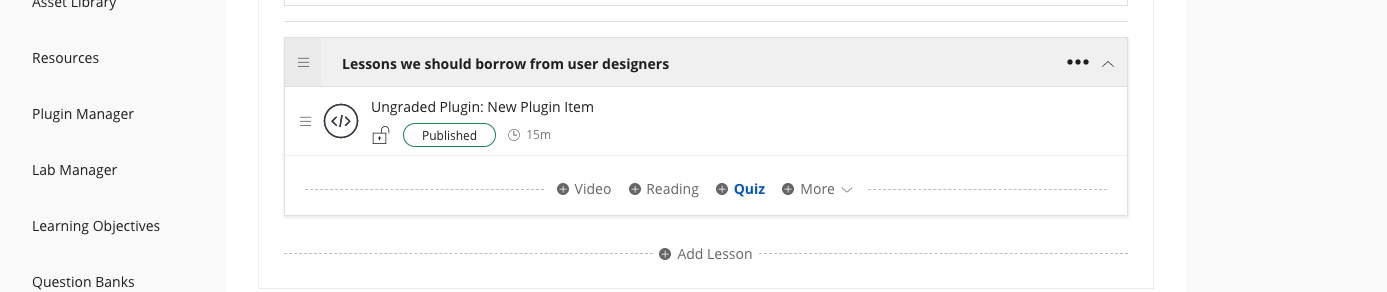 Asset Library
Resources
Plugin Manager
Lab Manager
Learning Objectives
Question Banks
Lessons we should borrow from user designers
Ungraded Plugin: New Plugin Item
Published 15m
Video Reading Quiz More
Add Lesson